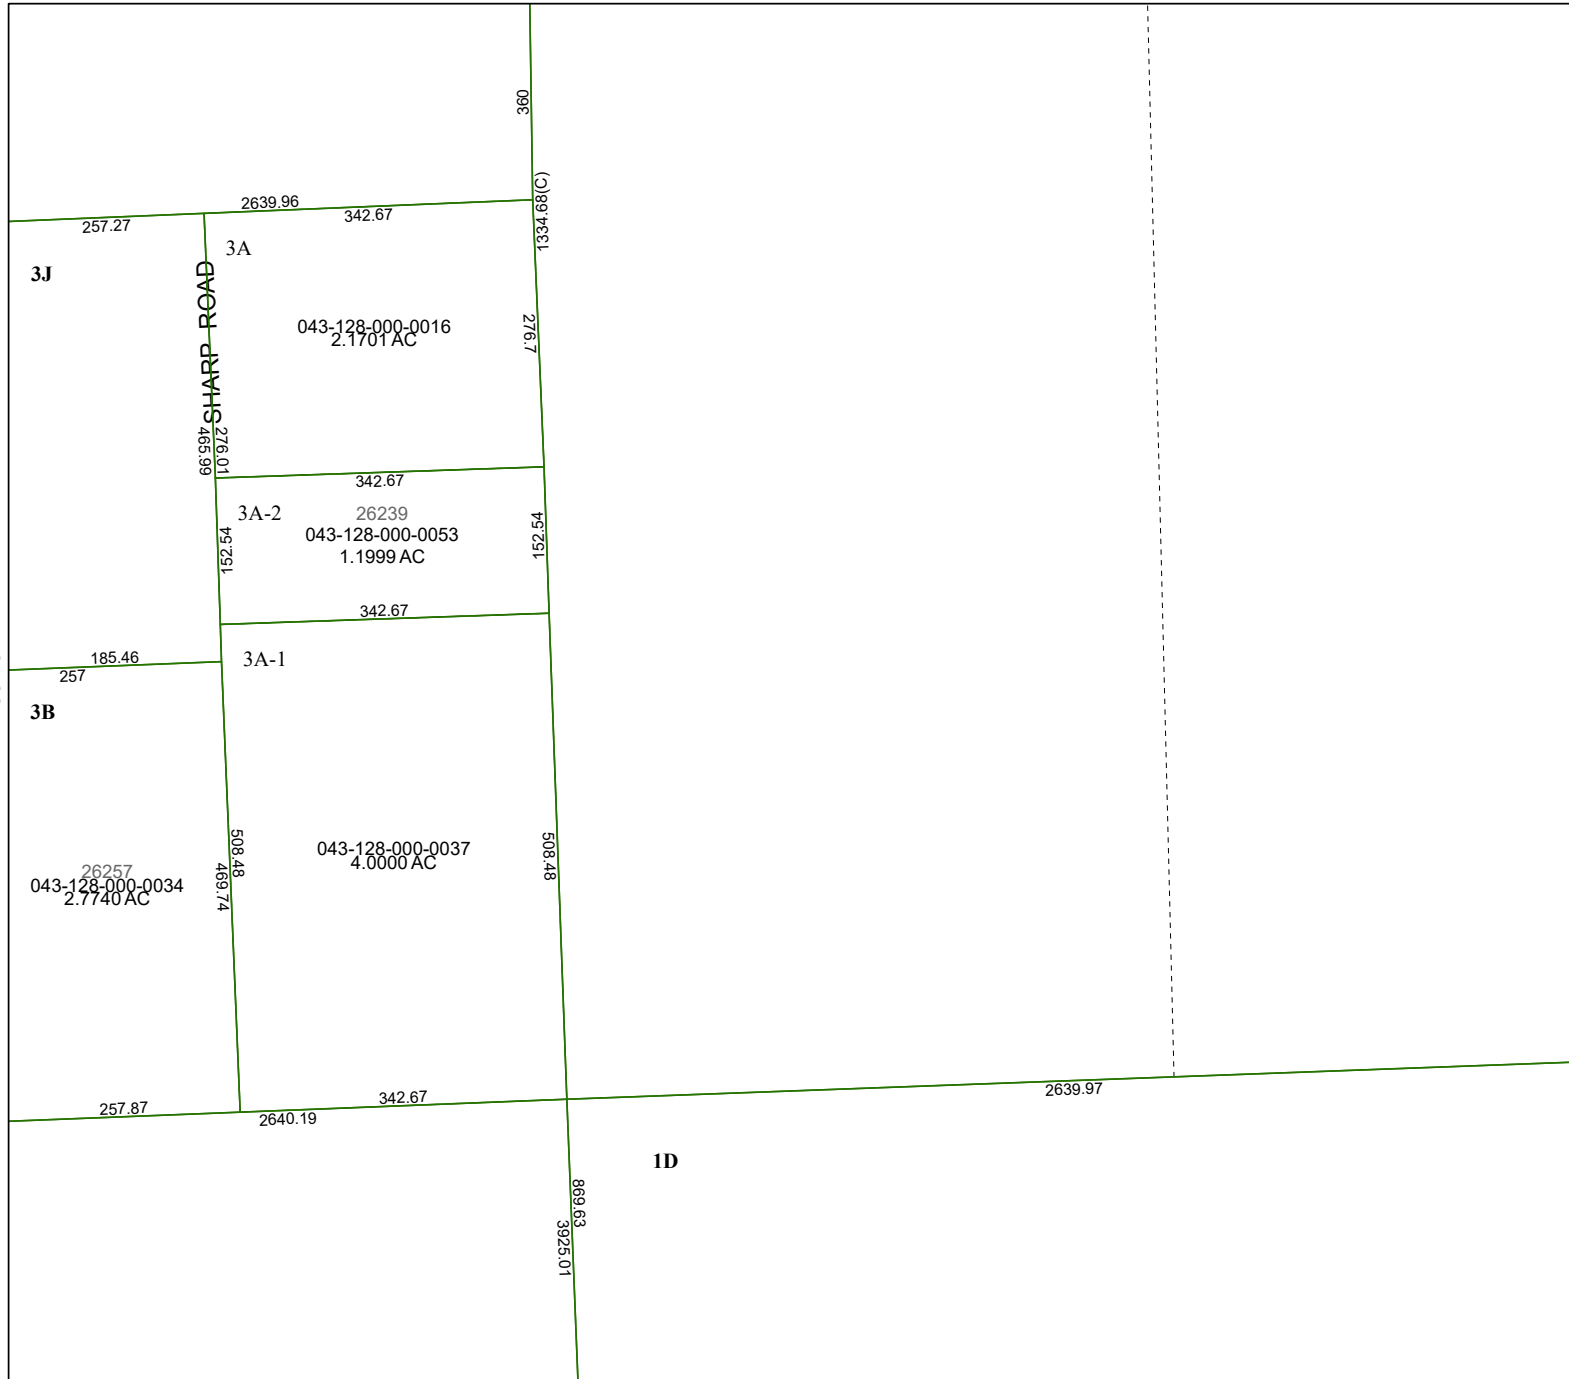 360
1334.68(C)
2639.96
342.67
257.27
3A
3J
SHARP ROAD
043-128-000-0016
2.1701 AC
276.7
465.99
276.01
342.67
3A-2
26239
043-128-000-0053
1.1999 AC
152.54
152.54
342.67
185.46
257
3A-1
3B
508.48
469.74
043-128-000-0037
4.0000 AC
508.48
26257
043-128-000-0034
2.7740 AC
257.87
342.67
2640.19
2639.97
1D
869.63
3925.01